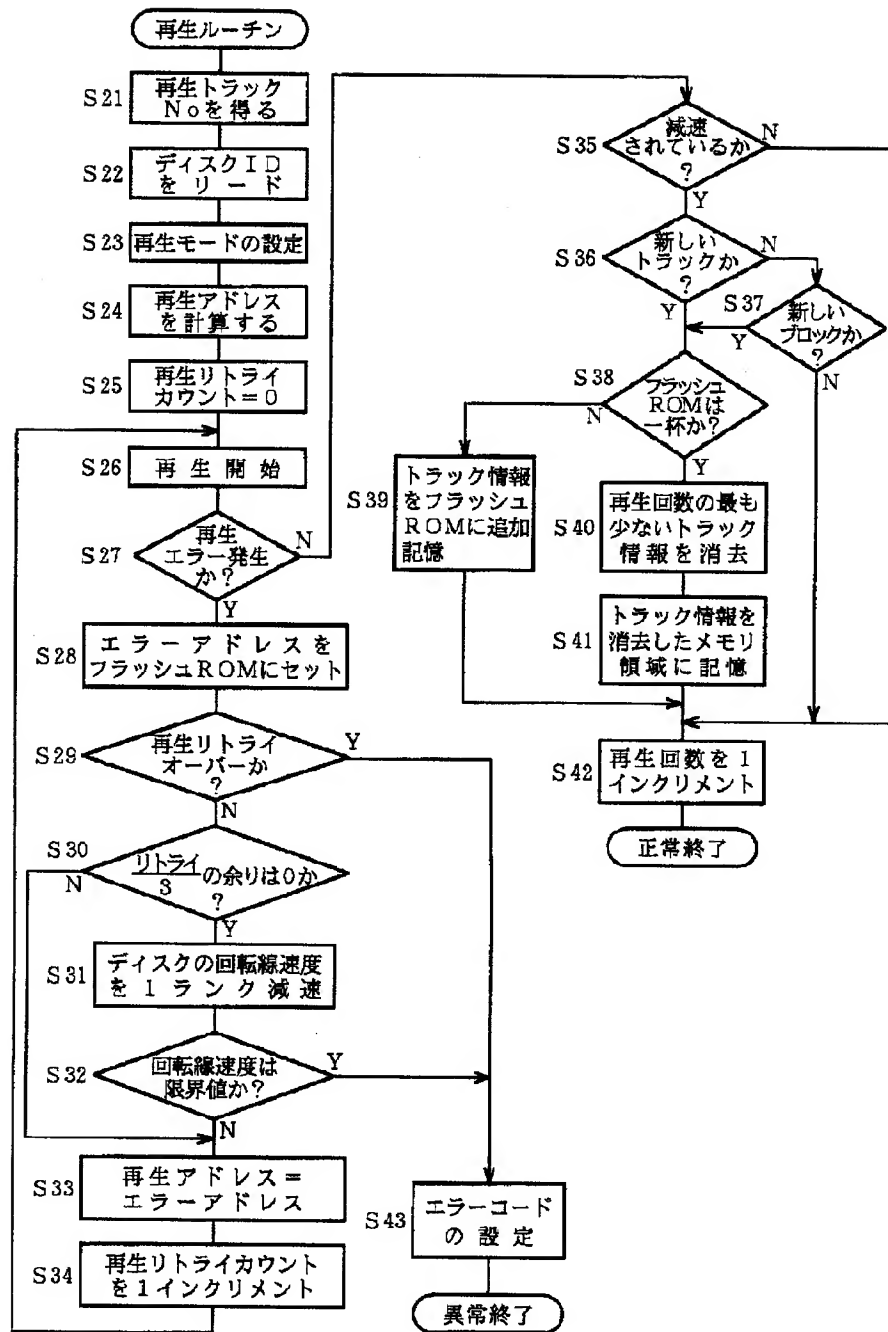 再生ルーチン
S21
再生トラック
Noを得る
S22
ディスクID
をリード
S23
再生モードの設定
S24
再生アドレス
を計算する
S25
再生リトライ
カウント=0
S26
再生開始
S27
再生
エラー発生
か?
N
Y
S28
エラーアドレスを
フラッシュROMにセット
S29
再生リトライ
オーバーか
?
Y
N
S30
リトライ
3
の余りは0か
?
N
Y
S31
ディスクの回転線速度
を1ランク減速
S32
回転線速度は
限界値か?
Y
N
S33
再生アドレス=
エラーアドレス
S34
再生リトライカウント
を1インクリメント
S35
減速
されているか
?
N
Y
S36
新しい
トラックか
?
N
Y
S37
新しい
ブロックか
?
Y
N
S38
フラッシュ
ROMは
一杯か?
N
Y
S39
トラック情報
をフラッシュ
ROMに追加
記憶
S40
再生回数の最も
少ないトラック
情報を消去
S41
トラック情報を
消去したメモリ
領域に記憶
S42
再生回数を1
インクリメント
正常終了
S43
エラーコード
の設定
異常終了